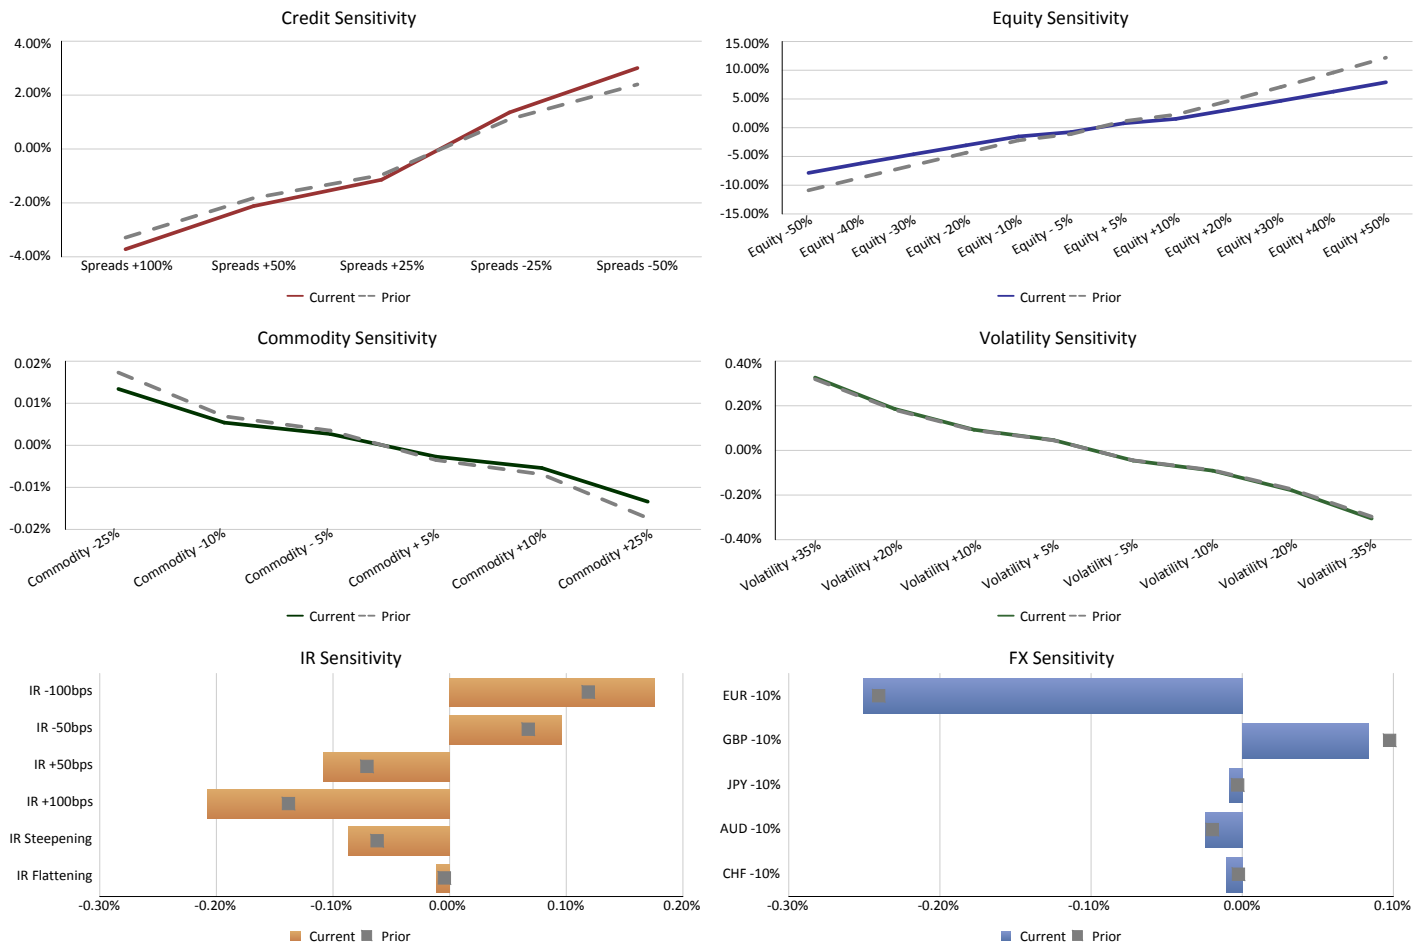 Credit Sensitivity
4.00%
2.00%
0.00%
-2.00%
-4.00%
Spreads +100% Spreads +50% Spreads +25% Spreads -25% Spreads -50%
Current Prior
Equity Sensitivity
15.00%
10.00%
5.00%
0.00%
-5.00%
-10.00%
-15.00%
Equity -50% Equity -40% Equity -30% Equity -20% Equity -10% Equity - 5% Equity + 5% Equity +10% Equity +20% Equity +30% Equity +40% Equity +50%
Current Prior
Commodity Sensitivity
0.02%
0.01%
0.00%
-0.01%
-0.02%
Commodity -25% Commodity -10% Commodity - 5% Commodity + 5% Commodity +10% Commodity +25%
Current Prior
Volatility Sensitivity
0.40%
0.20%
0.00%
-0.20%
-0.40%
Volatility +35% Volatility +20% Volatility +10% Volatility + 5% Volatility - 5% Volatility -10% Volatility -20% Volatility -35%
Current Prior
IR Sensitivity
IR -100bps
IR -50bps
IR +50bps
IR +100bps
IR Steepening
IR Flattening
-0.30% -0.20% -0.10% 0.00% 0.10% 0.20%
Current Prior
FX Sensitivity
EUR -10%
GBP -10%
JPY -10%
AUD -10%
CHF -10%
-0.30% -0.20% -0.10% 0.00% 0.10%
Current Prior